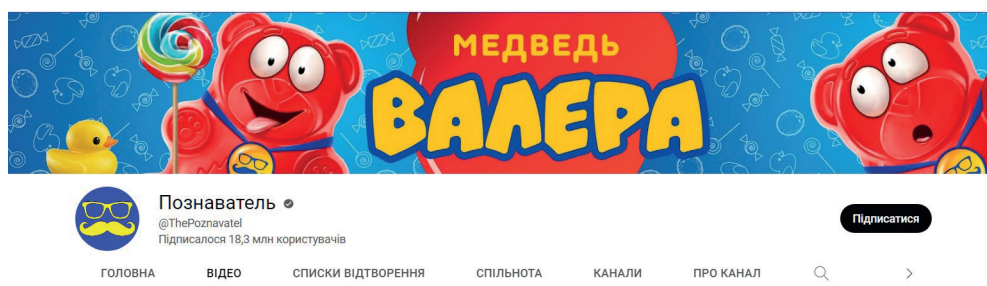 МЕДВЕДЬ
ВАЛЕРА
Познаватель
@ThePoznavatel
Підписалося 18,3 млн користувачів
Підписатися
ГОЛОВНА ВІДЕО СПИСКИ ВІДТВОРЕННЯ СПІЛЬНОТА КАНАЛИ ПРО КАНАЛ